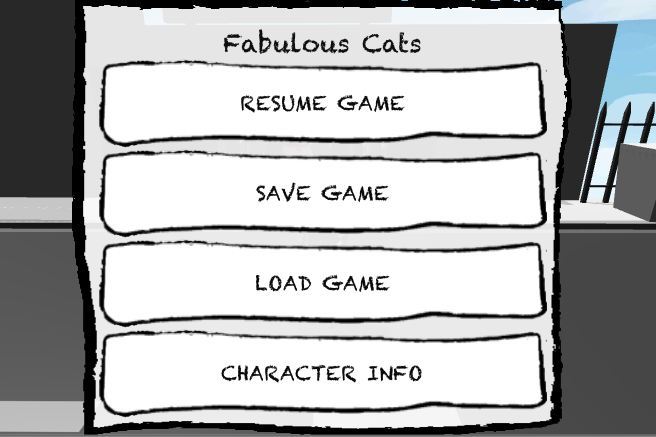 Fabulous Cats
RESUME GAME
SAVE GAME
LOAD GAME
CHARACTER INFO